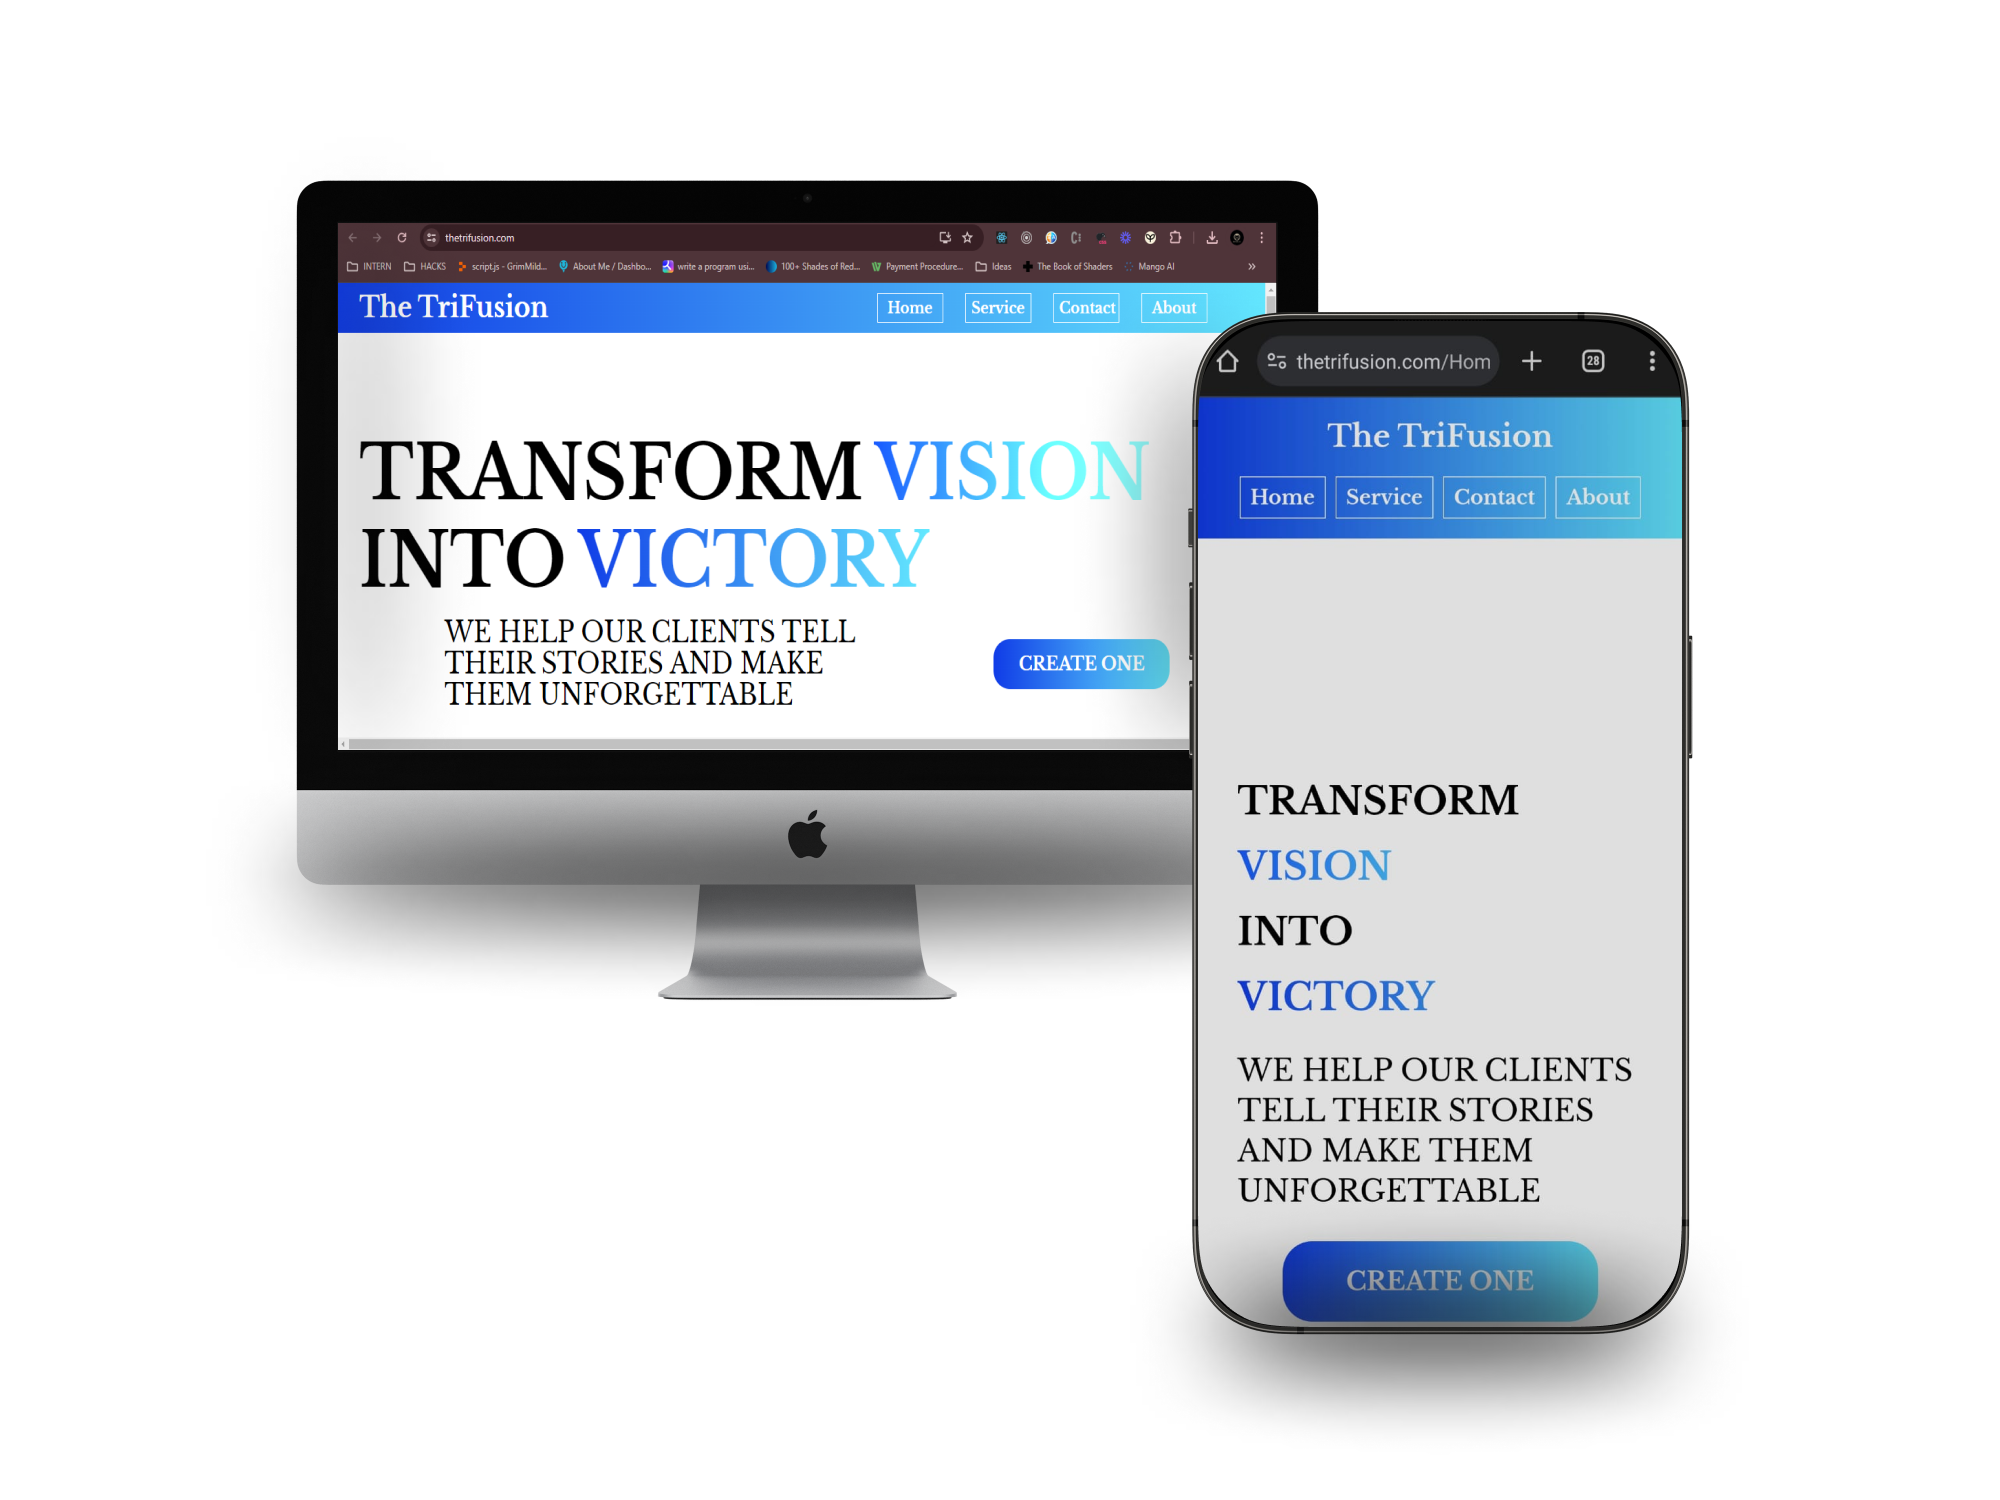 thetrifusion.com
INTERN HACKS script.js - GrimMild... About Me / Dashbo... write a program usi... 100+ Shades of Red... Payment Procedure... Ideas The Book of Shaders Mango AI »
The TriFusion Home Service Contact About
TRANSFORM VISION
INTO VICTORY
WE HELP OUR CLIENTS TELL
THEIR STORIES AND MAKE
THEM UNFORGETTABLE
CREATE ONE
thetrifusion.com/Hom
28
The TriFusion
Home Service Contact About
TRANSFORM
VISION
INTO
VICTORY
WE HELP OUR CLIENTS
TELL THEIR STORIES
AND MAKE THEM
UNFORGETTABLE
CREATE ONE